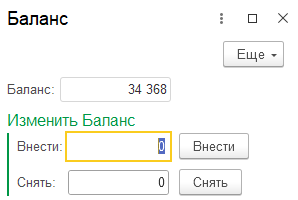 Баланс
Еще
Баланс: 34 368
Изменить Баланс
Внести: 0 Внести
Снять: 0 Снять